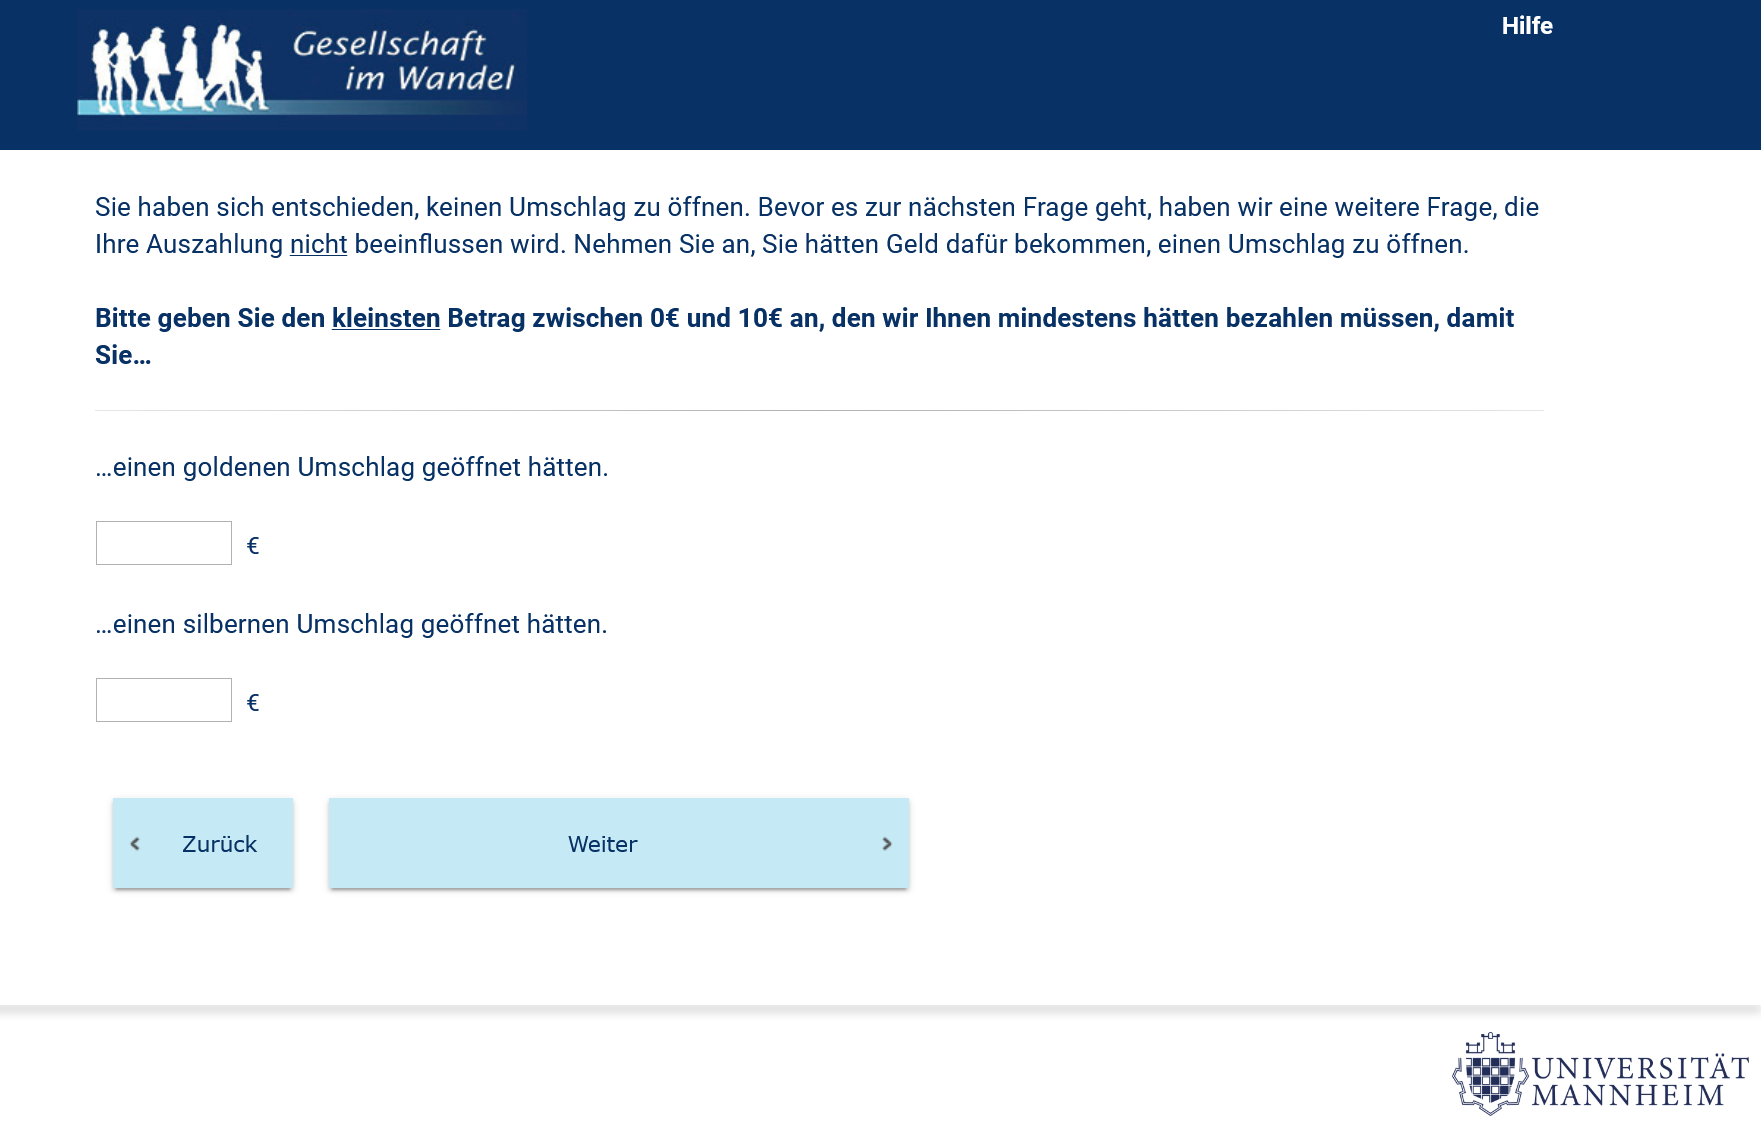 Gesellschaft
im Wandel
Hilfe
Sie haben sich entschieden, keinen Umschlag zu öffnen. Bevor es zur nächsten Frage geht, haben wir eine weitere Frage, die
Ihre Auszahlung nicht beeinflussen wird. Nehmen Sie an, Sie hätten Geld dafür bekommen, einen Umschlag zu öffnen.
Bitte geben Sie den kleinsten Betrag zwischen 0€ und 10€ an, den wir Ihnen mindestens hätten bezahlen müssen, damit
Sie…
…einen goldenen Umschlag geöffnet hätten.
€
…einen silbernen Umschlag geöffnet hätten.
€
Zurück
Weiter
UNIVERSITÄT
MANNHEIM